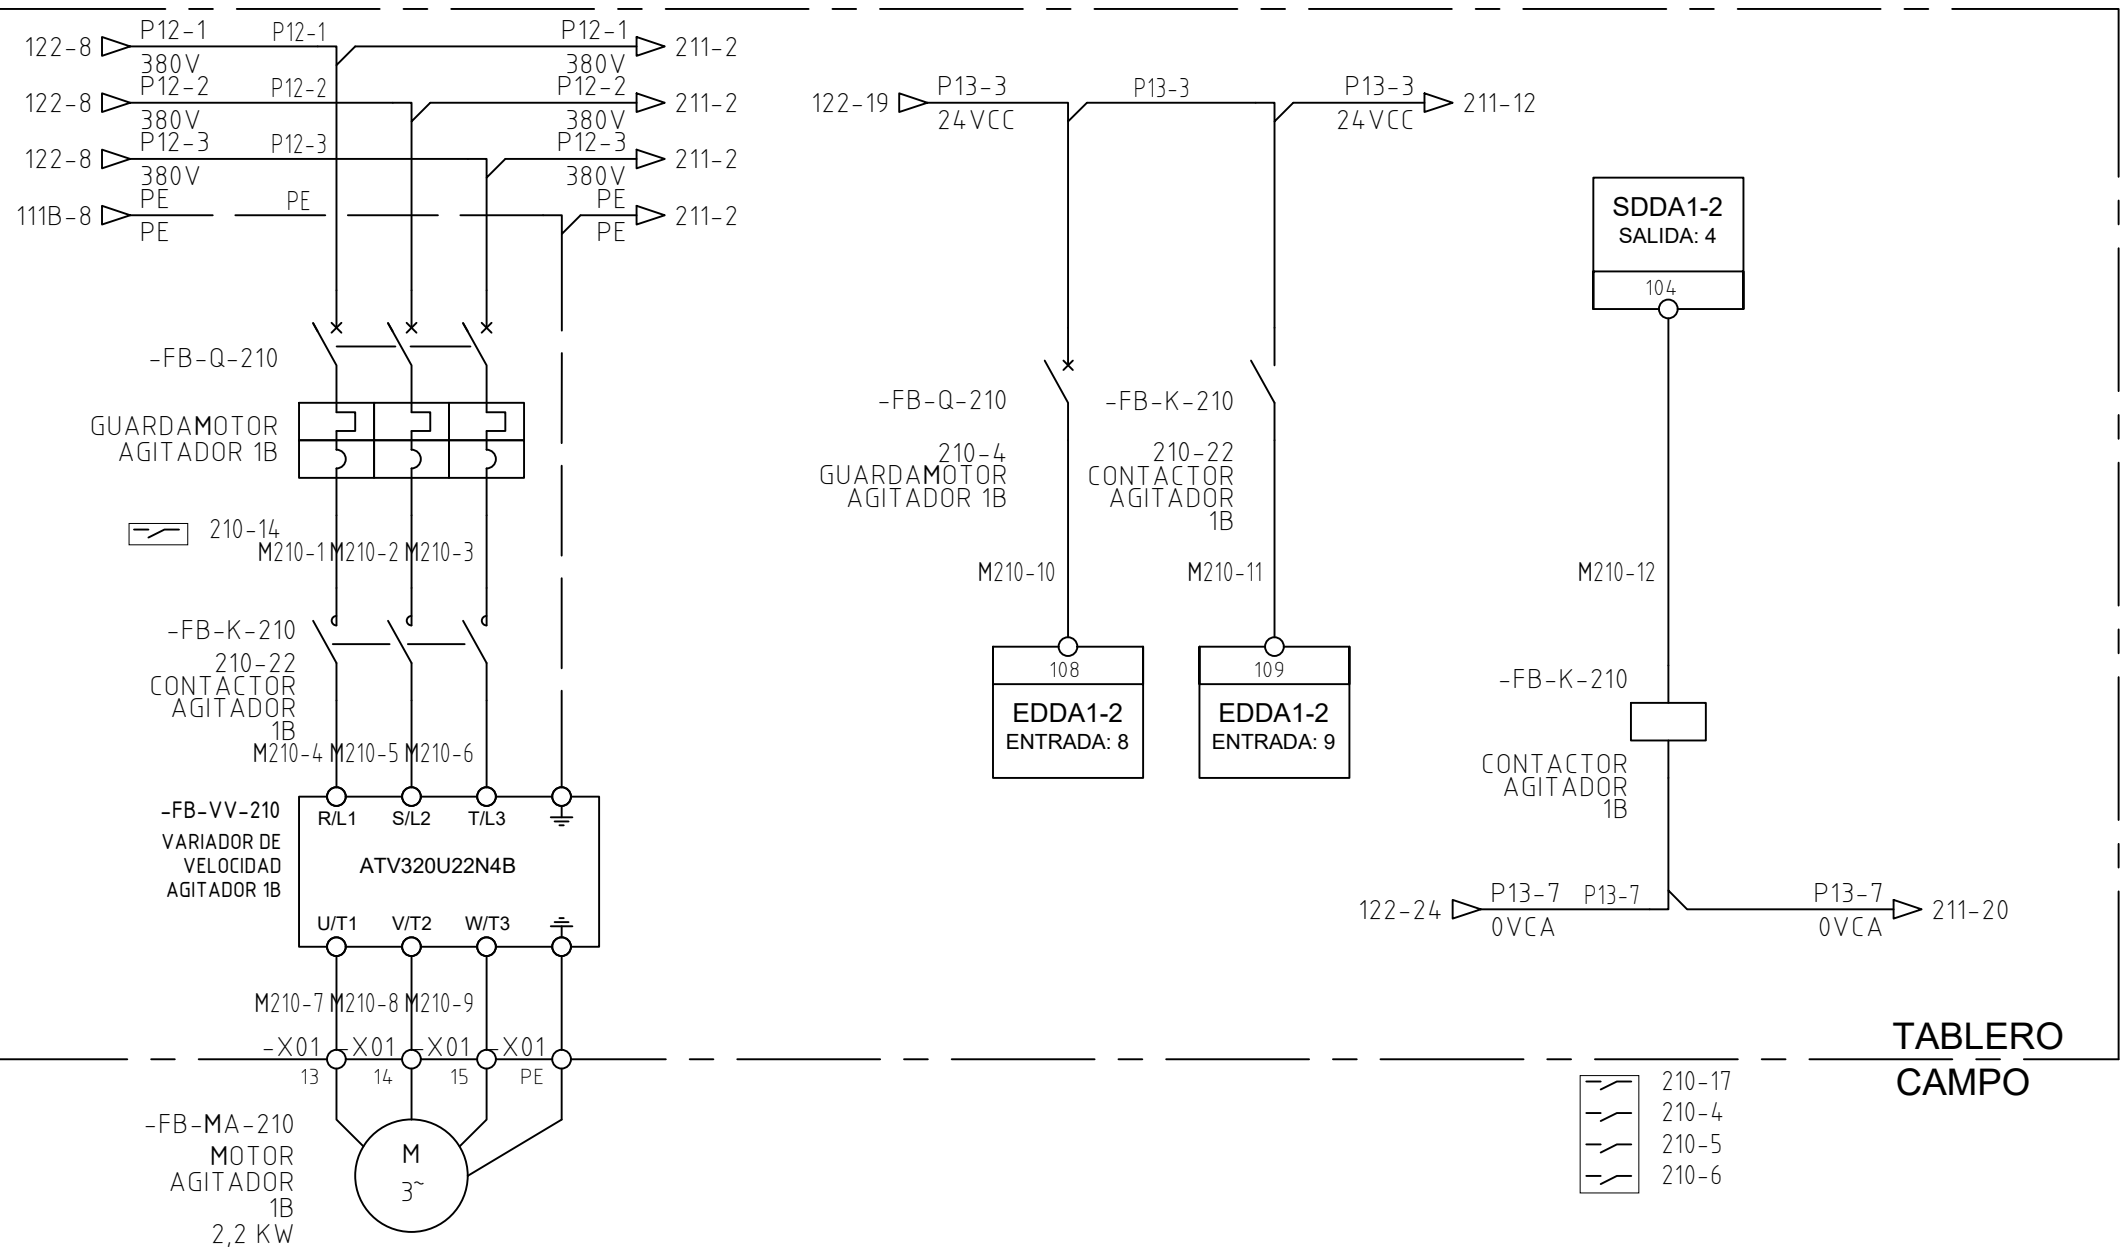 122-8 P12-1 P12-1 P12-1 211-2
380V 380V
122-8 P12-2 P12-2 P12-2 211-2
380V 380V
122-8 P12-3 P12-3 P12-3 211-2
380V 380V
111B-8 PE PE PE 211-2
PE PE
-FB-Q-210
GUARDAMOTOR
AGITADOR 1B
210-14
M210-1 M210-2 M210-3
-FB-K-210
210-22
CONTACTOR
AGITADOR
1B
M210-4 M210-5 M210-6
-FB-VV-210
VARIADOR DE
VELOCIDAD
AGITADOR 1B
R/L1 S/L2 T/L3
ATV320U22N4B
U/T1 V/T2 W/T3
M210-7 M210-8 M210-9
-X01 -X01 -X01 -X01
13 14 15 PE
-FB-MA-210
MOTOR
AGITADOR
1B
2,2 KW
M
3~
122-19 P13-3 P13-3 P13-3 211-12
24VCC 24VCC
-FB-Q-210
210-4
GUARDAMOTOR
AGITADOR 1B
M210-10
108
EDDA1-2
ENTRADA: 8
-FB-K-210
210-22
CONTACTOR
AGITADOR
1B
M210-11
109
EDDA1-2
ENTRADA: 9
SDDA1-2
SALIDA: 4
104
M210-12
-FB-K-210
CONTACTOR
AGITADOR
1B
122-24 P13-7 P13-7 P13-7 211-20
0VCA 0VCA
TABLERO
CAMPO
210-17
210-4
210-5
210-6